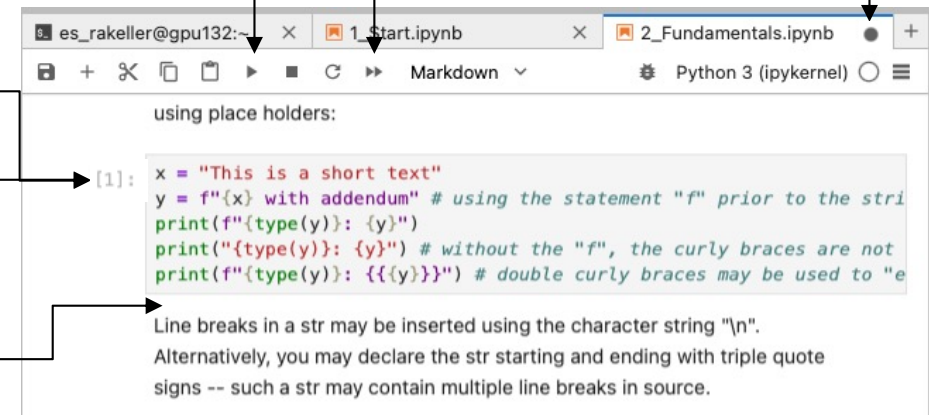 es_rakeller@gpu132:~ 1_Start.ipynb 2_Fundamentals.ipynb
Markdown Python 3 (ipykernel)
using place holders:
[1]: x = "This is a short text"
y = f"{x} with addendum" # using the statement "f" prior to the stri
print(f"{type(y)}: {y}")
print("{type(y)}: {y}") # without the "f", the curly braces are not
print(f"{type(y)}: {{{y}}}") # double curly braces may be used to "e
Line breaks in a str may be inserted using the character string "\n".
Alternatively, you may declare the str starting and ending with triple quote
signs -- such a str may contain multiple line breaks in source.